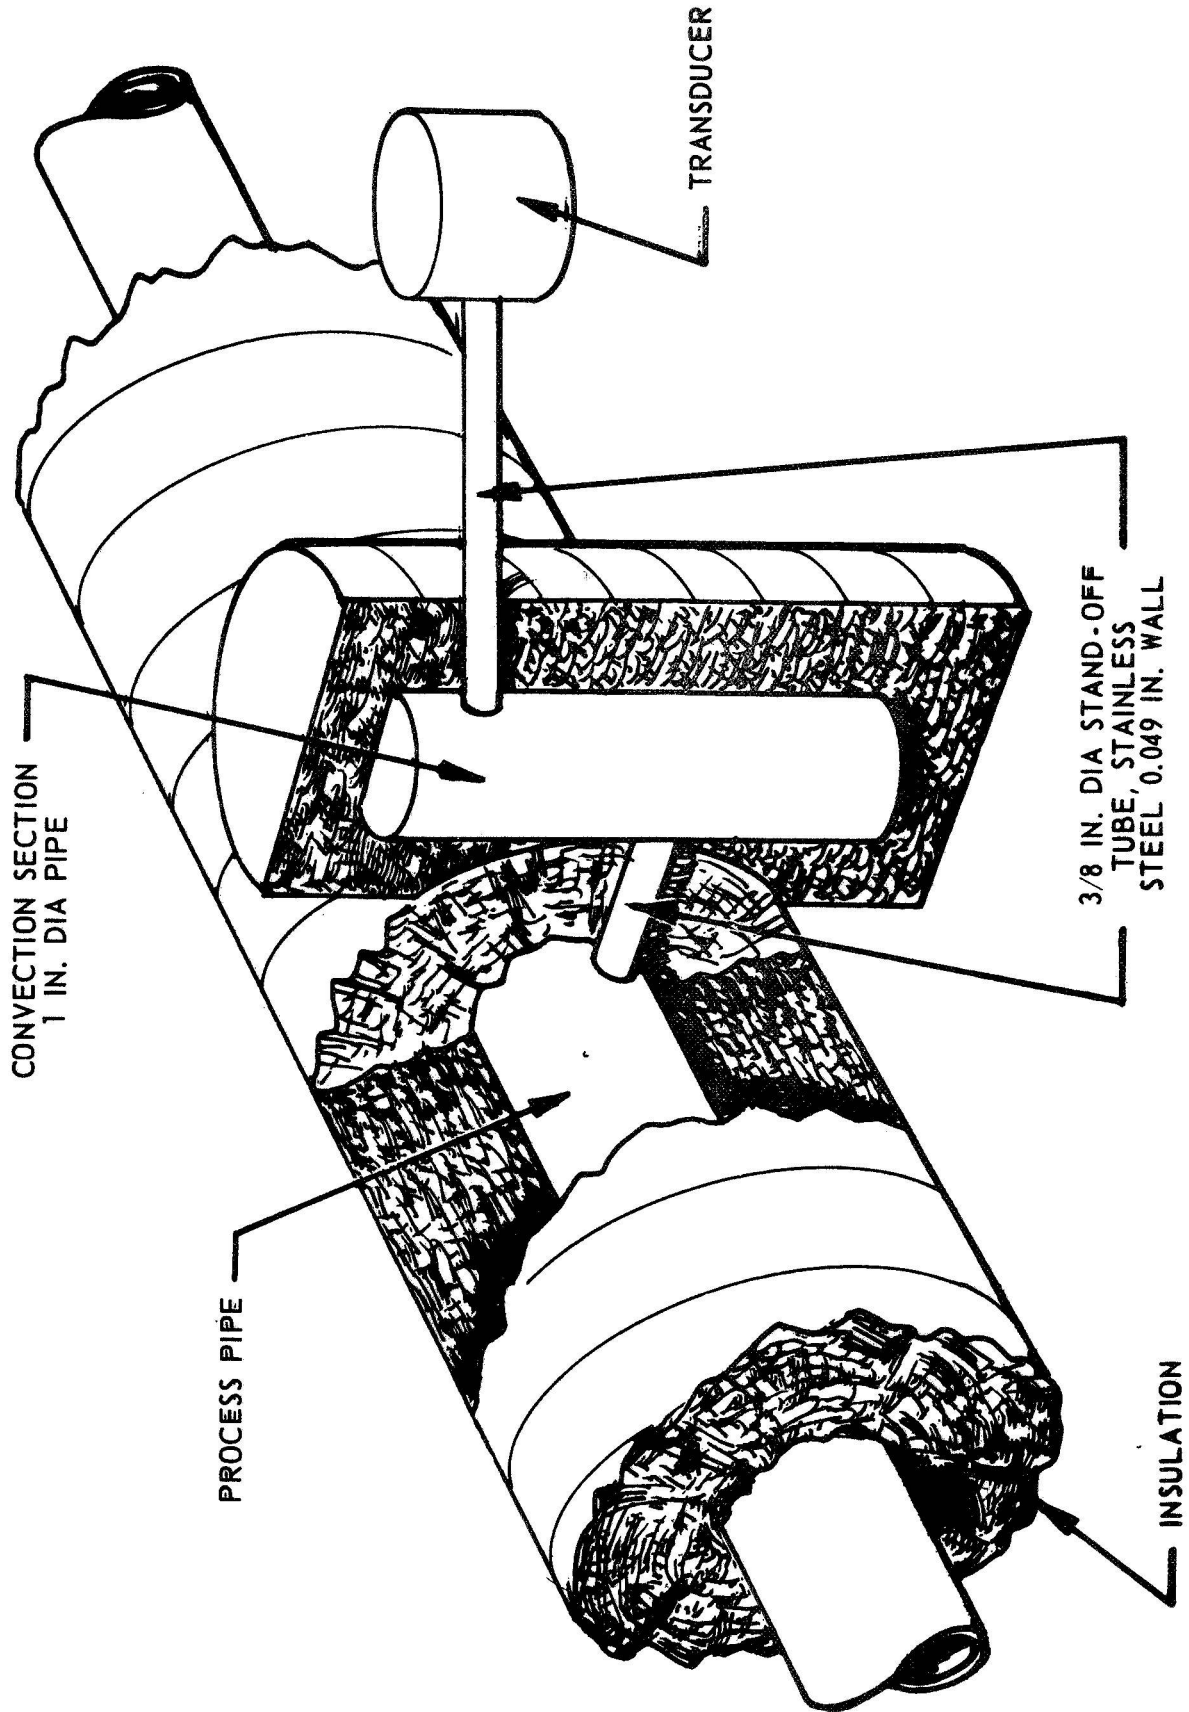 CONVECTION SECTION
1 IN. DIA PIPE
PROCESS PIPE
TRANSDUCER
3/8 IN. DIA STAND-OFF
TUBE, STAINLESS
STEEL 0.049 IN. WALL
INSULATION